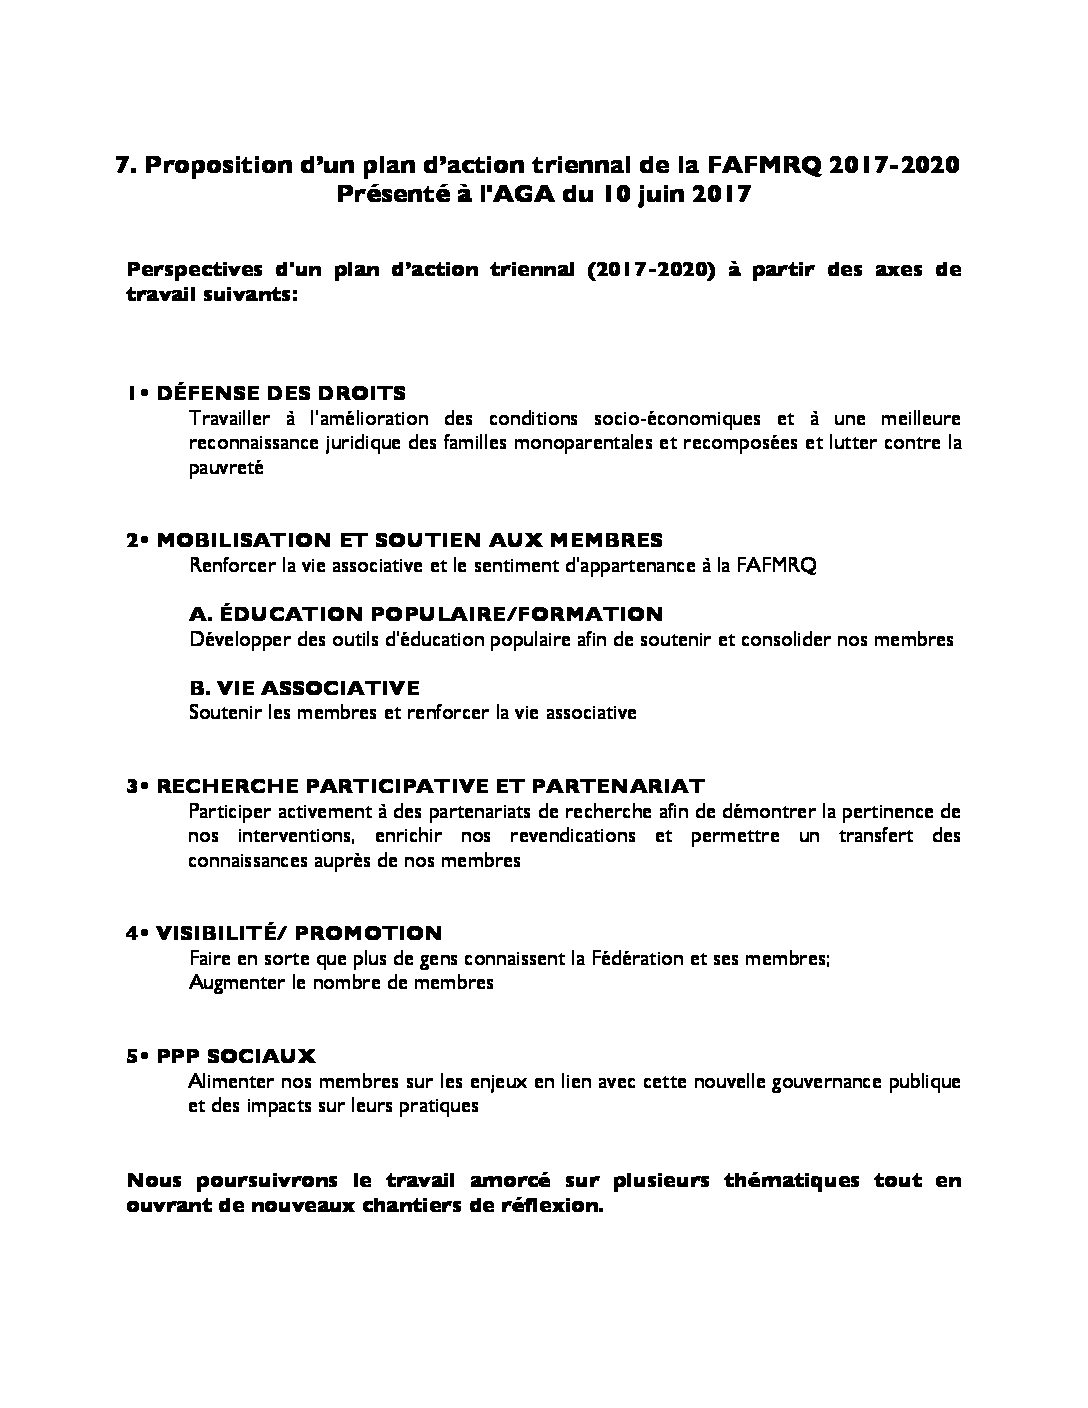 7. Proposition d’un plan d’action triennal de la FAFMRQ 2017-2020
Présenté à l'AGA du 10 juin 2017
Perspectives d'un plan d’action triennal (2017-2020) à partir des axes de
travail suivants:
1• DÉFENSE DES DROITS
Travailler à l'amélioration des conditions socio-économiques et à une meilleure
reconnaissance juridique des familles monoparentales et recomposées et lutter contre la
pauvreté
2• MOBILISATION ET SOUTIEN AUX MEMBRES
Renforcer la vie associative et le sentiment d'appartenance à la FAFMRQ
A. ÉDUCATION POPULAIRE/FORMATION
Développer des outils d'éducation populaire afin de soutenir et consolider nos membres
B. VIE ASSOCIATIVE
Soutenir les membres et renforcer la vie associative
3• RECHERCHE PARTICIPATIVE ET PARTENARIAT
Participer activement à des partenariats de recherche afin de démontrer la pertinence de
nos interventions, enrichir nos revendications et permettre un transfert des
connaissances auprès de nos membres
4• VISIBILITÉ/ PROMOTION
Faire en sorte que plus de gens connaissent la Fédération et ses membres;
Augmenter le nombre de membres
5• PPP SOCIAUX
Alimenter nos membres sur les enjeux en lien avec cette nouvelle gouvernance publique
et des impacts sur leurs pratiques
Nous poursuivrons le travail amorcé sur plusieurs thématiques tout en
ouvrant de nouveaux chantiers de réflexion.